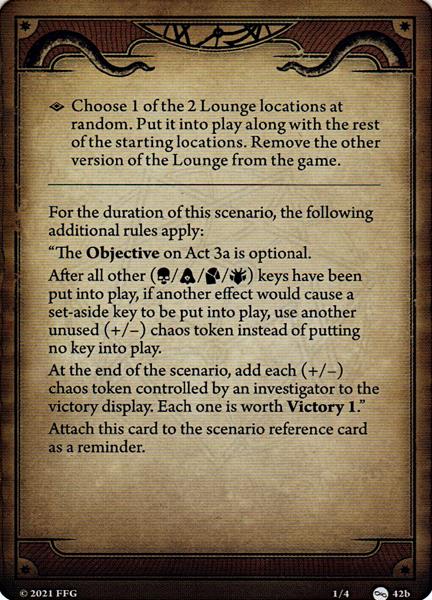 Choose 1 of the 2 Lounge locations at
random. Put it into play along with the rest
of the starting locations. Remove the other
version of the Lounge from the game.
For the duration of this scenario, the following
additional rules apply:
“The Objective on Act 3a is optional.
After all other (/ / / ) keys have been
put into play, if another effect would cause a
set-aside key to be put into play, use another
unused (+/–) chaos token instead of putting
no key into play.
At the end of the scenario, add each (+/–)
chaos token controlled by an investigator to the
victory display. Each one is worth Victory 1.”
Attach this card to the scenario reference card
as a reminder.
© 2021 FFG 1/4 42b